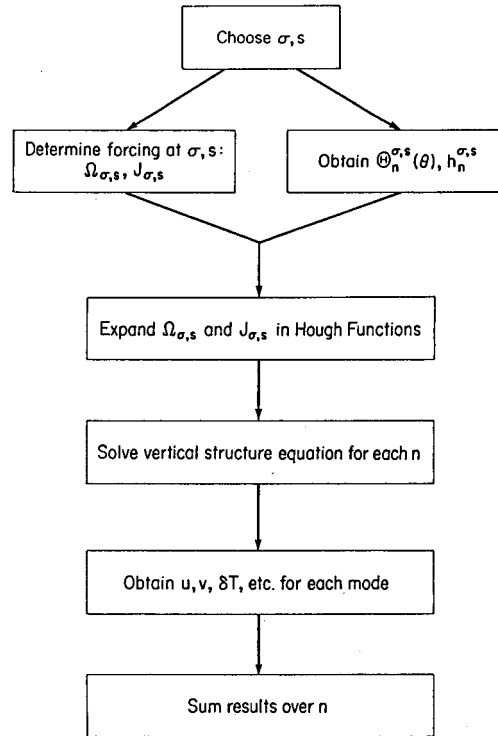 Choose σ,s
Determine forcing at σ,s:
Ω_σ,s, J_σ,s
Obtain Θ_n^σ,s(θ), h_n^σ,s
Expand Ω_σ,s and J_σ,s in Hough Functions
Solve vertical structure equation for each n
Obtain u,v, δT, etc. for each mode
Sum results over n